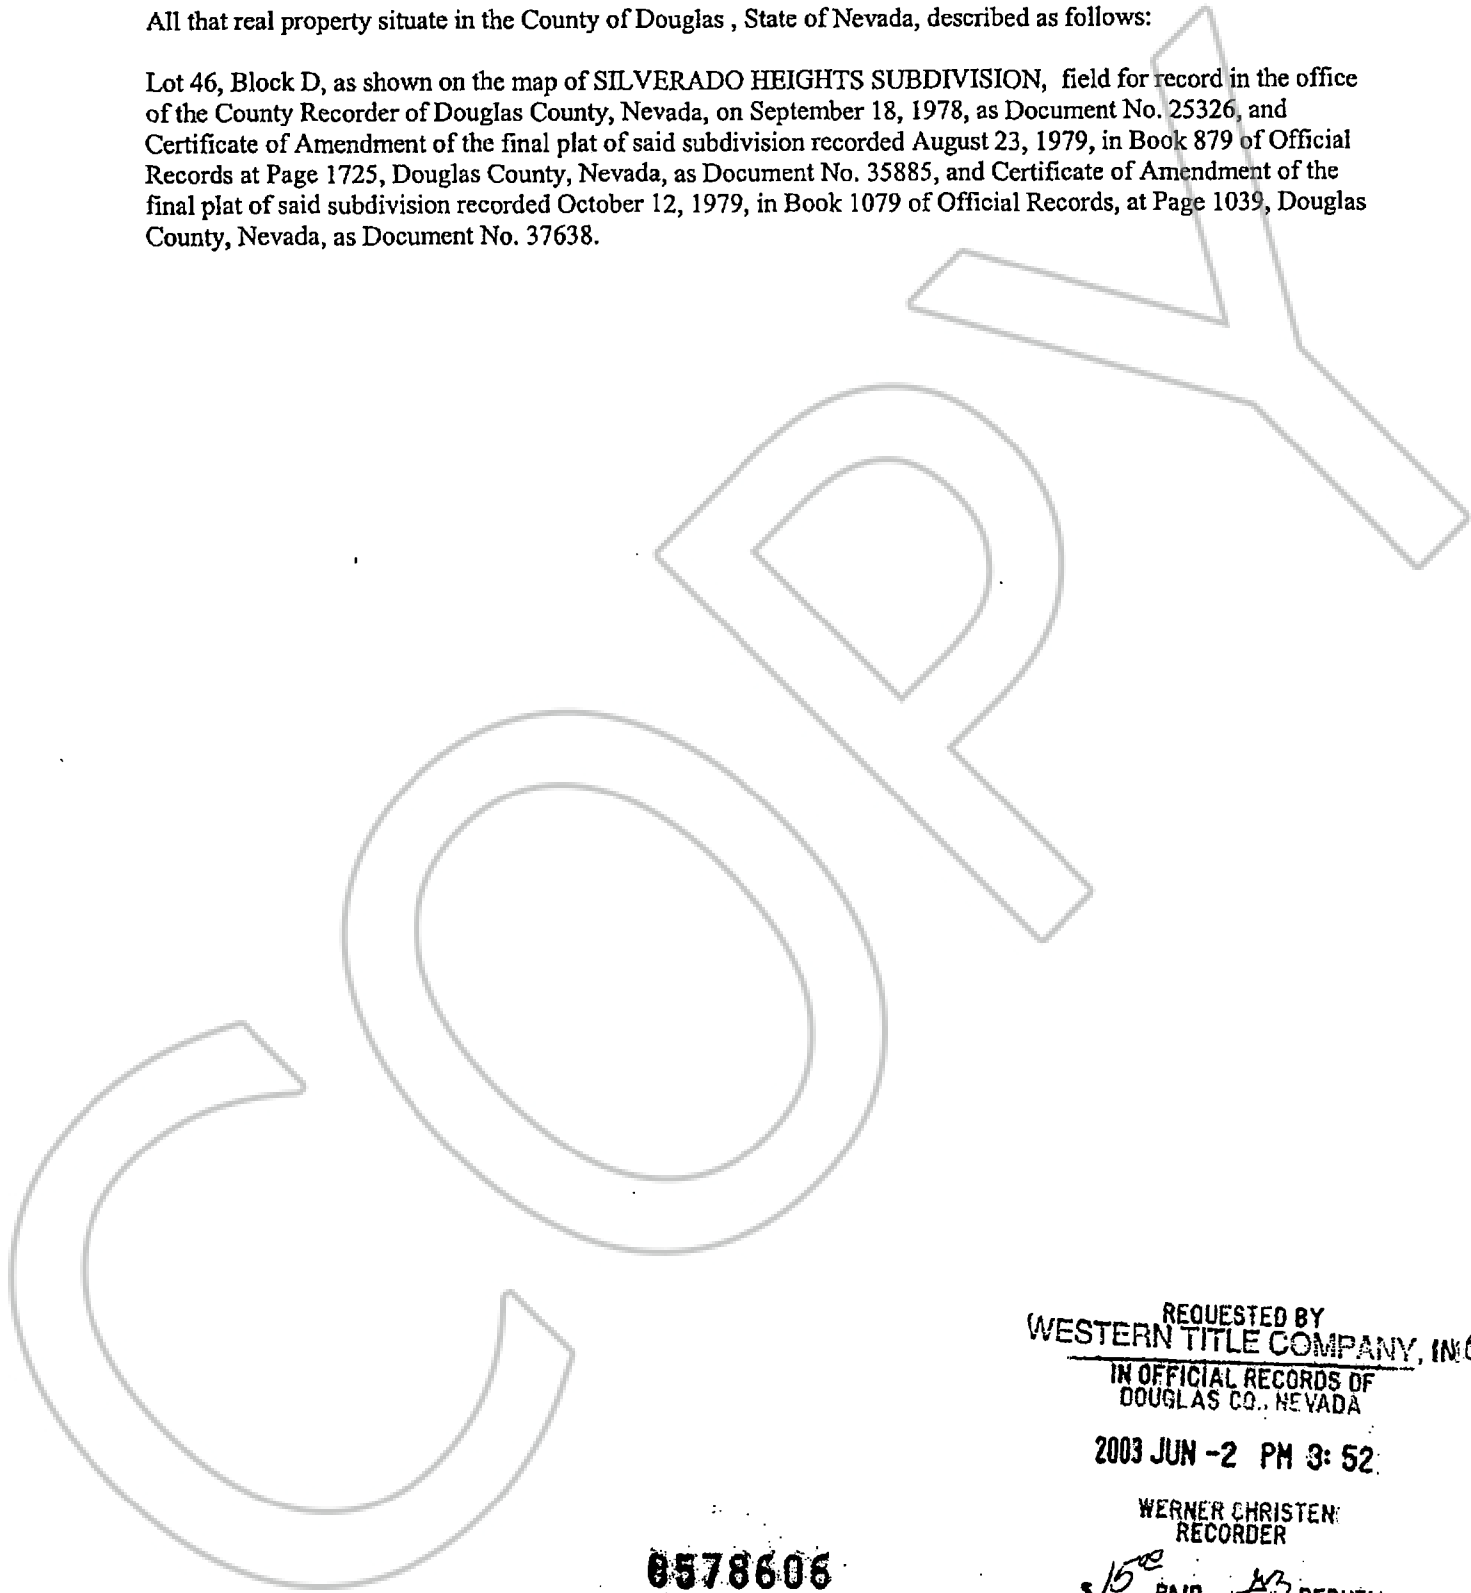 All that real property situate in the County of Douglas , State of Nevada, described as follows:
Lot 46, Block D, as shown on the map of SILVERADO HEIGHTS SUBDIVISION, field for record in the office
of the County Recorder of Douglas County, Nevada, on September 18, 1978, as Document No. 25326, and
Certificate of Amendment of the final plat of said subdivision recorded August 23, 1979, in Book 879 of Official
Records at Page 1725, Douglas County, Nevada, as Document No. 35885, and Certificate of Amendment of the
final plat of said subdivision recorded October 12, 1979, in Book 1079 of Official Records, at Page 1039, Douglas
County, Nevada, as Document No. 37638.
COPY
REQUESTED BY
WESTERN TITLE COMPANY, INC
IN OFFICIAL RECORDS OF
DOUGLAS CO., NEVADA
2003 JUN -2 PM 3: 52
WERNER CHRISTEN
RECORDER
0578606
$ 15 00 PAID DEPUTY